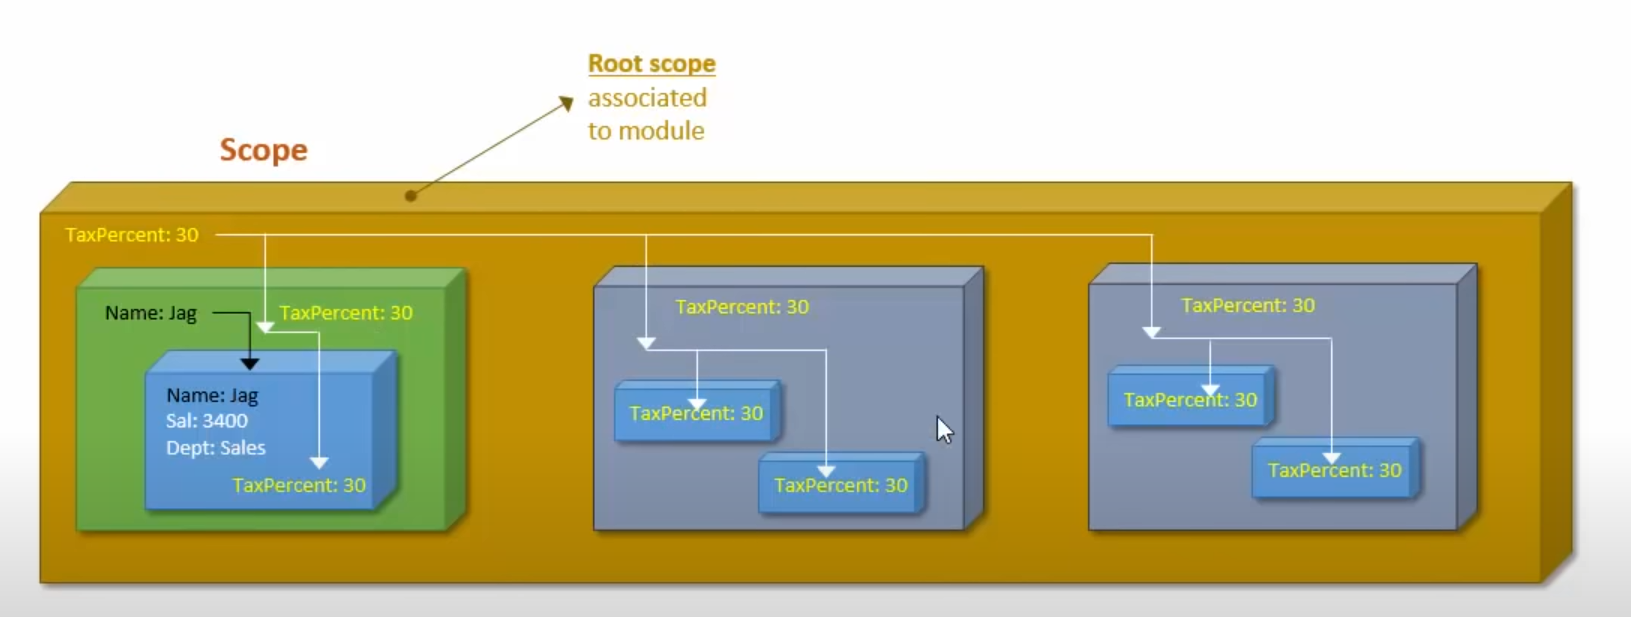 Root scope
associated
to module
Scope
TaxPercent: 30
Name: Jag
TaxPercent: 30
Name: Jag
Sal: 3400
Dept: Sales
TaxPercent: 30
TaxPercent: 30
TaxPercent: 30
TaxPercent: 30
TaxPercent: 30
TaxPercent: 30
TaxPercent: 30